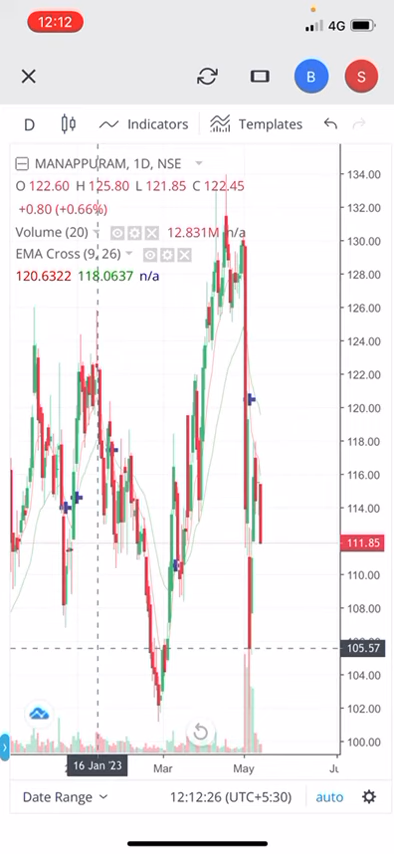 12:12
4G
B
S
D
Indicators
Templates
MANAPPURAM, 1D, NSE
O 122.60 H 125.80 L 121.85 C 122.45
+0.80 (+0.66%)
Volume (20)
12.831M n/a
EMA Cross (9, 26)
120.6322 118.0637 n/a
134.00
132.00
130.00
128.00
126.00
124.00
122.00
120.00
118.00
116.00
114.00
111.85
110.00
108.00
105.57
104.00
102.00
100.00
16 Jan '23
Mar
May
Ju
Date Range
12:12:26 (UTC+5:30)
auto